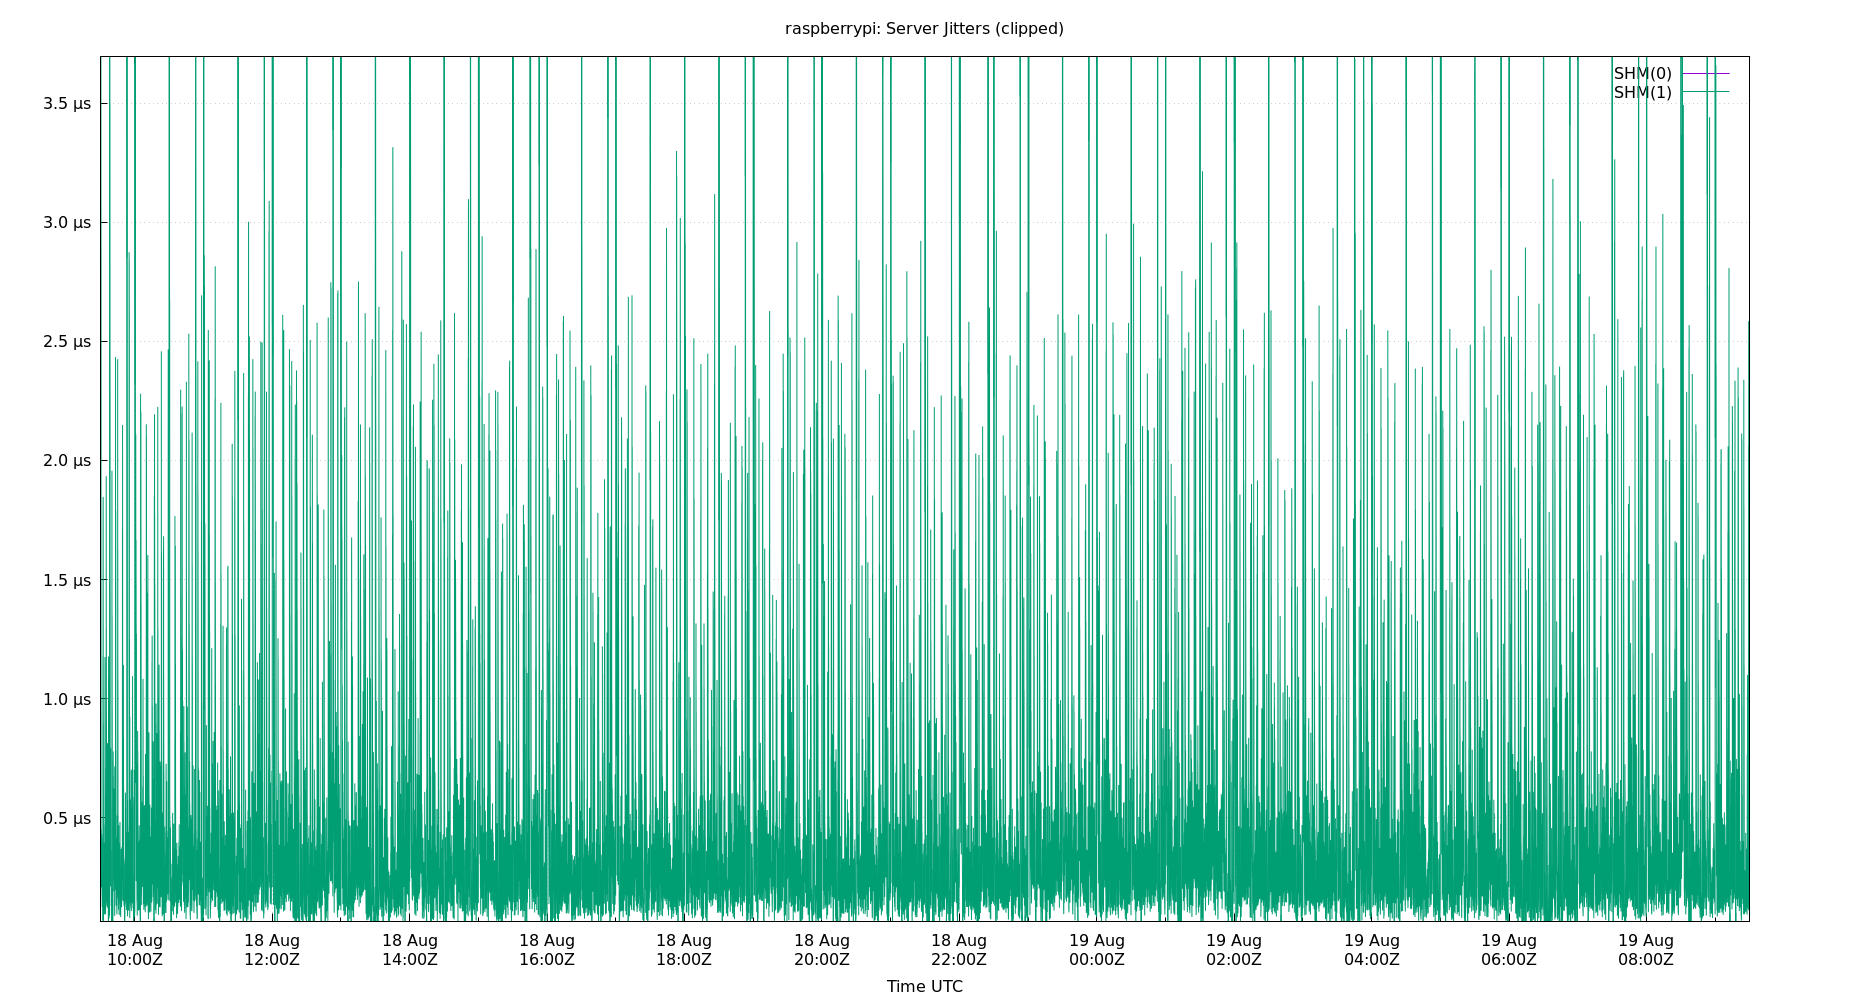 raspberrypi: Server Jitters (clipped)
SHM(0)
SHM(1)
3.5 μs
3.0 μs
2.5 μs
2.0 μs
1.5 μs
1.0 μs
0.5 μs
18 Aug 18 Aug 18 Aug 18 Aug 18 Aug 18 Aug 18 Aug 19 Aug 19 Aug 19 Aug 19 Aug 19 Aug
10:00Z 12:00Z 14:00Z 16:00Z 18:00Z 20:00Z 22:00Z 00:00Z 02:00Z 04:00Z 06:00Z 08:00Z
Time UTC